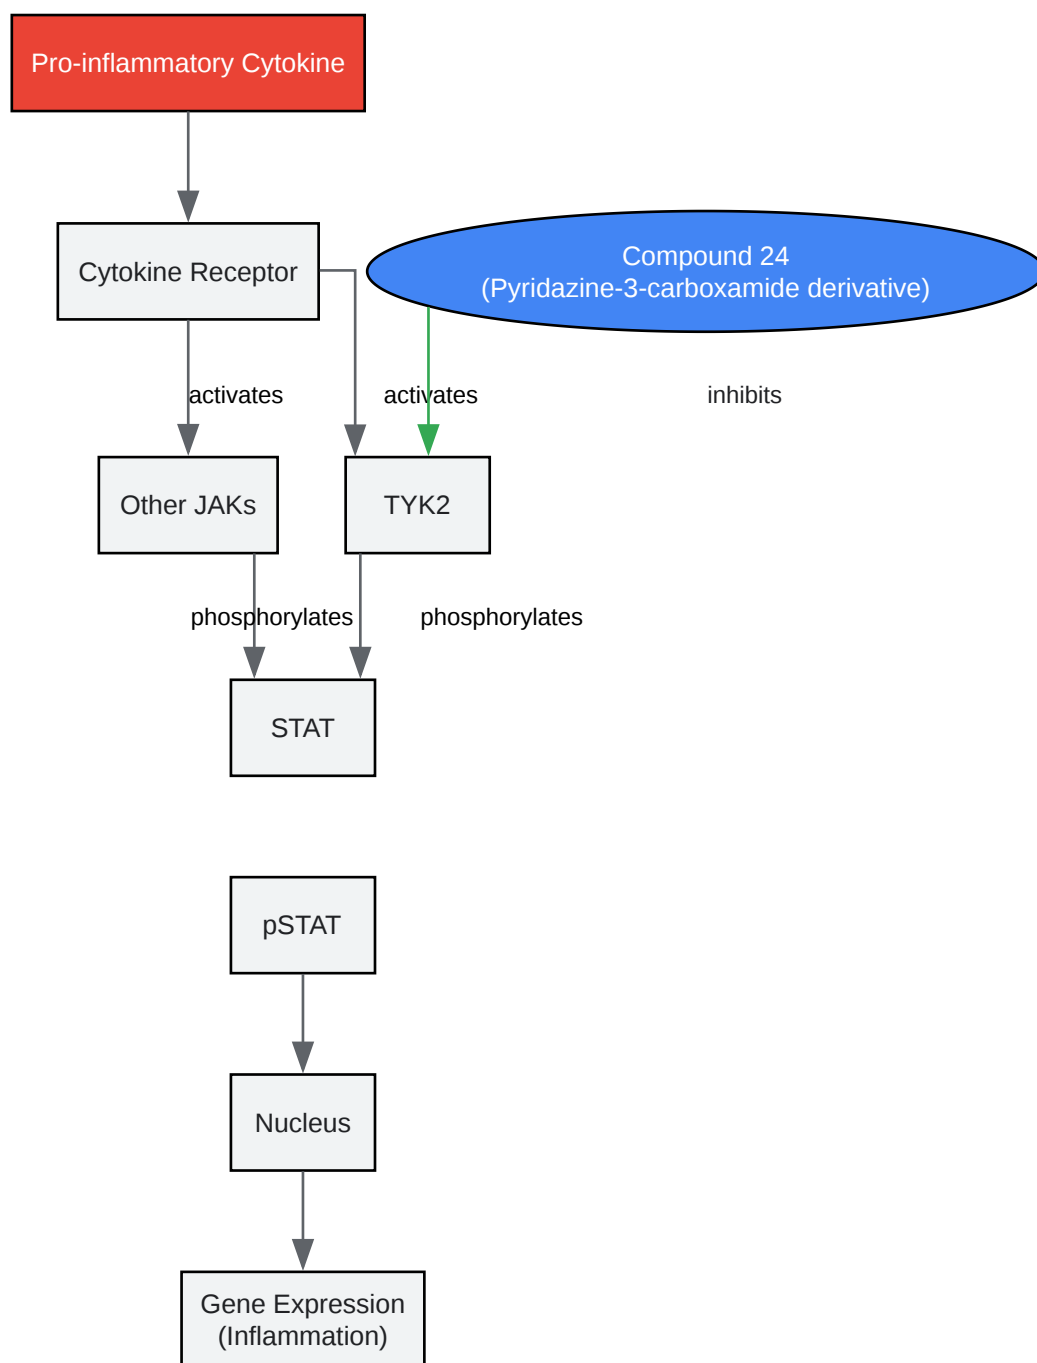 Pro-inflammatory Cytokine
Cytokine Receptor
Compound 24
(Pyridazine-3-carboxamide derivative)
activates
activates
inhibits
Other JAKs
TYK2
phosphorylates
phosphorylates
STAT
pSTAT
Nucleus
Gene Expression
(Inflammation)